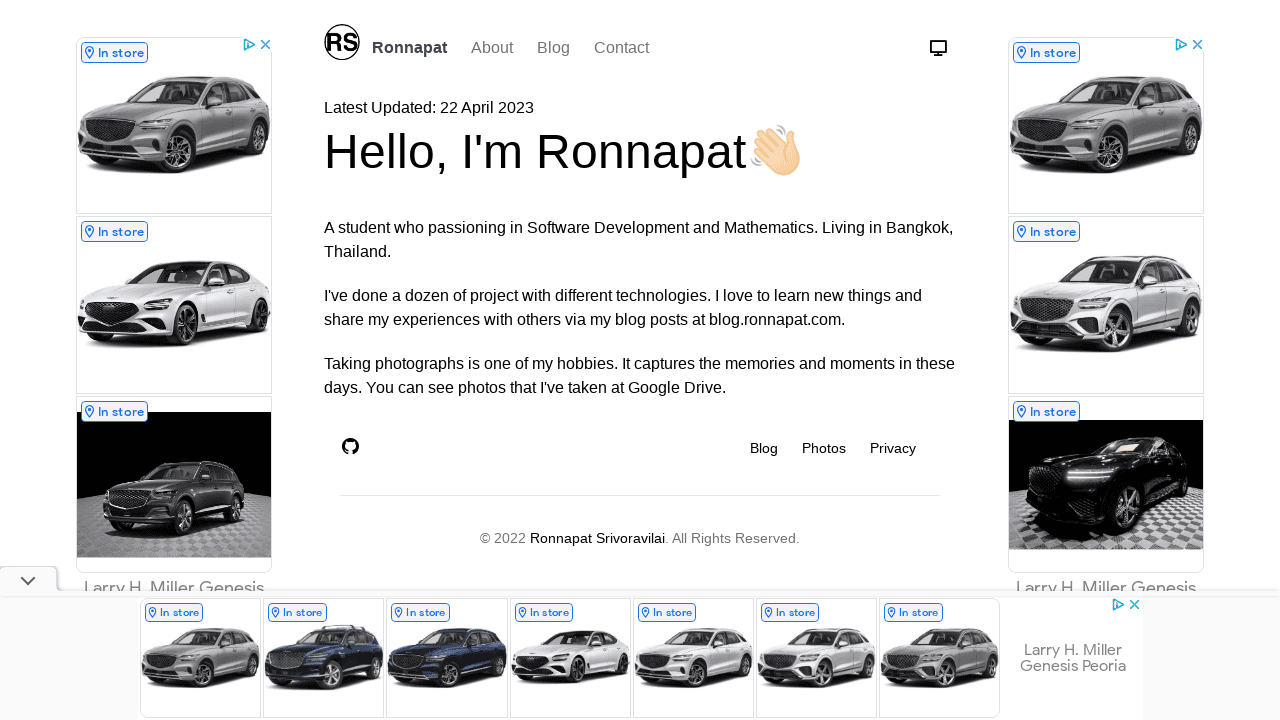 RS
Ronnapat About Blog Contact
Latest Updated: 22 April 2023
Hello, I'm Ronnapat
A student who passioning in Software Development and Mathematics. Living in Bangkok,
Thailand.
I've done a dozen of project with different technologies. I love to learn new things and
share my experiences with others via my blog posts at blog.ronnapat.com.
Taking photographs is one of my hobbies. It captures the memories and moments in these
days. You can see photos that I've taken at Google Drive.
Blog Photos Privacy
© 2022 Ronnapat Srivoravilai. All Rights Reserved.
In store
In store
In store
Larry H. Miller Genesis
In store
In store
In store
Larry H. Miller Genesis
In store In store In store In store In store In store In store
Larry H. Miller
Genesis Peoria